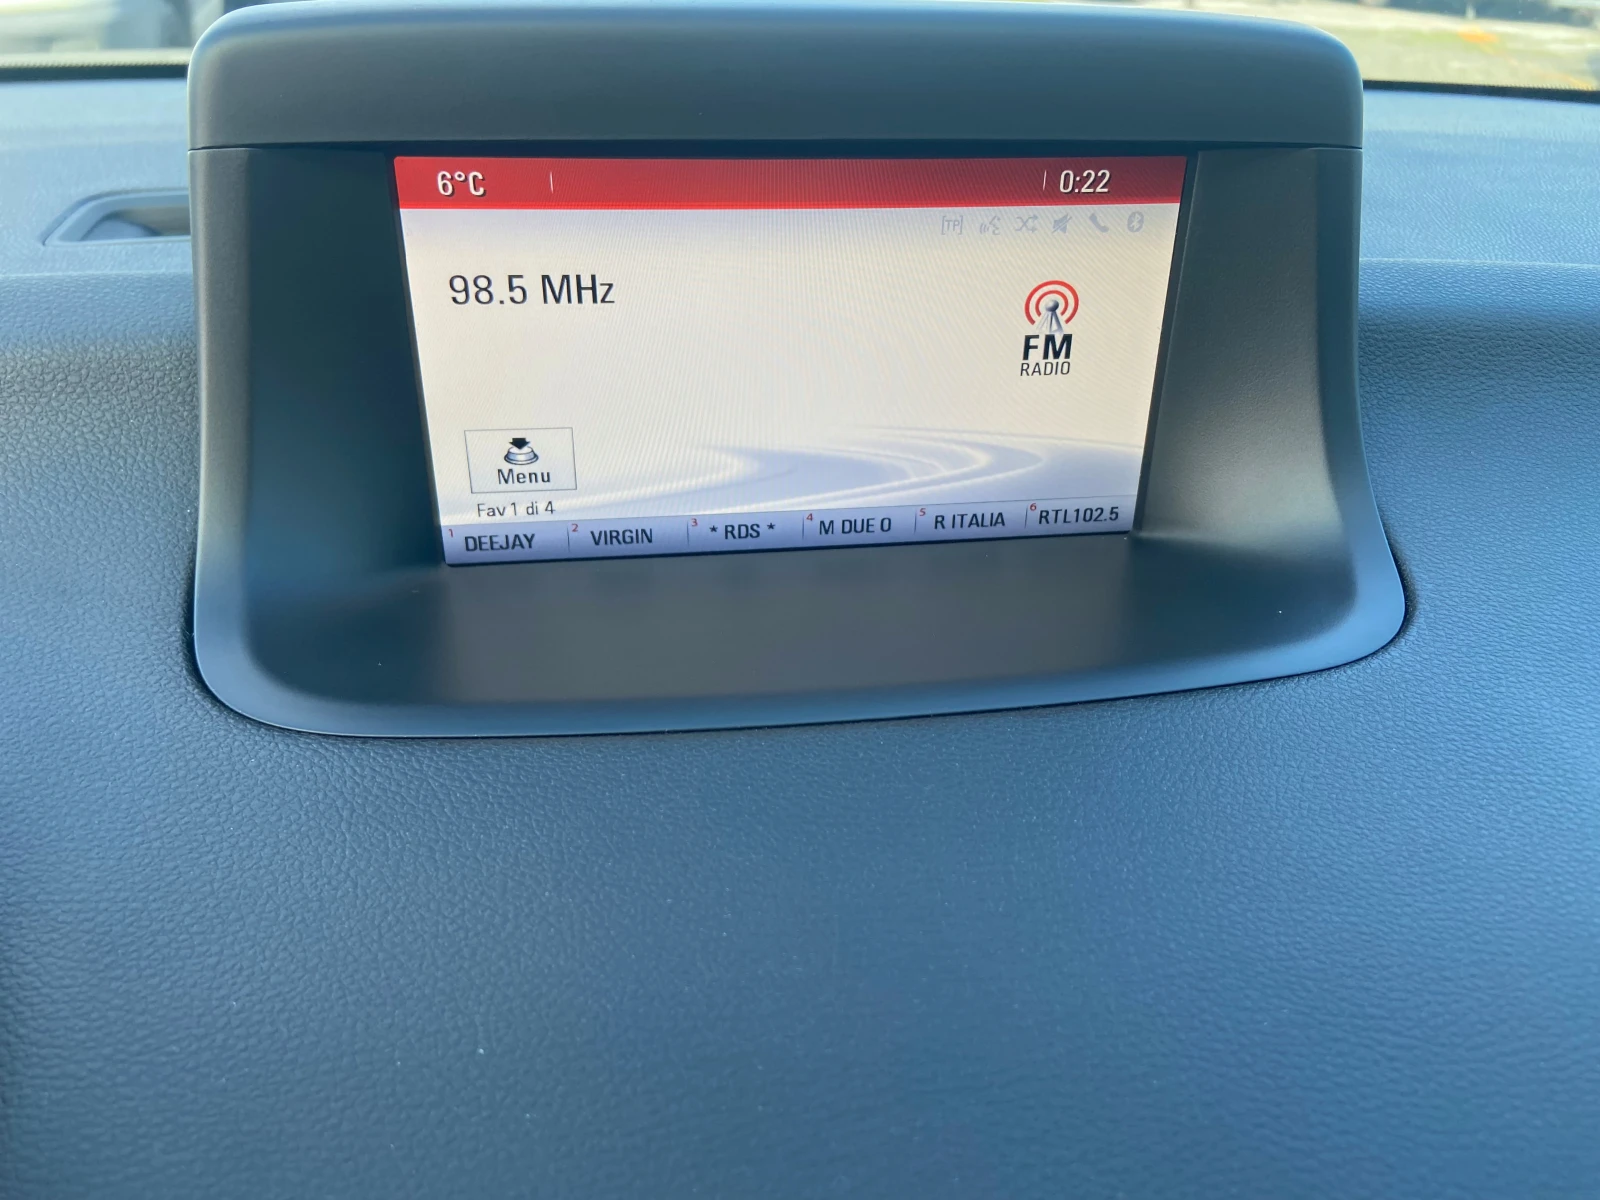 6°C 0:22
[TP]
98.5 MHz
FM
RADIO
Menu
Fav 1 di 4
1 DEEJAY 2 VIRGIN 3 * RDS * 4 M DUE O 5 R ITALIA 6 RTL102.5